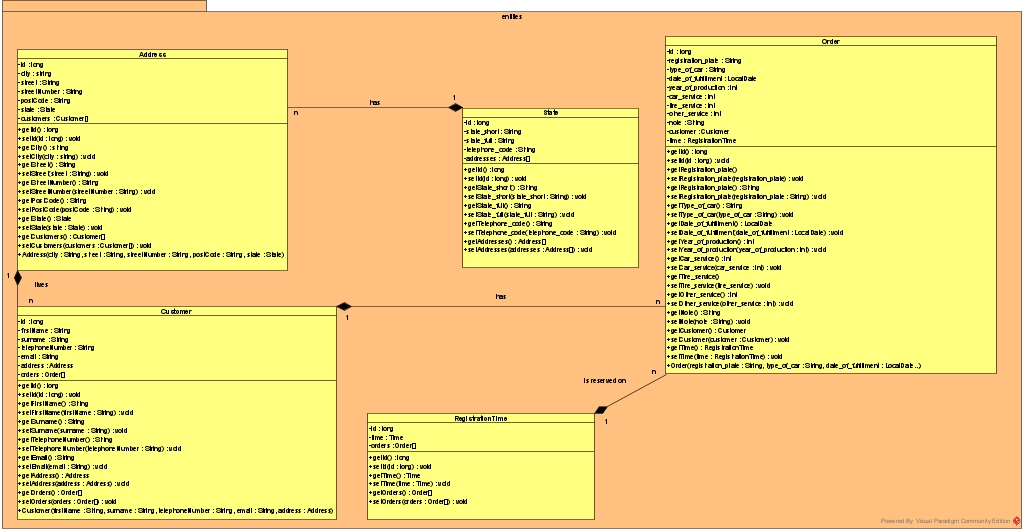 entities
Address
-id : long
-city : string
-street : String
-streetNumber : String
-postCode : String
-state : State
-customers : Customer[]
+getId() : long
+setId(id : long) : void
+getCity() : string
+setCity(city : string) : void
+getStreet() : String
+setStreet(street : String) : void
+getStreetNumber() : String
+setStreetNumber(streetNumber : String) : void
+getPostCode() : String
+setPostCode(postCode : String) : void
+getState() : State
+setState(state : State) : void
+getCustomers() : Customer[]
+setCustomers(customers : Customer[]) : void
+Address(city : String, street : String, streetNumber : String, postCode : String, state : State)
has
1
n
State
-id : long
-state_short : String
-state_full : String
-telephone_code : String
-addresses : Address[]
+getId() : long
+setId(id : long) : void
+getState_short() : String
+setState_short(state_short : String) : void
+getState_full() : String
+setState_full(state_full : String) : void
+getTelephone_code() : String
+setTelephone_code(telephone_code : String) : void
+getAddresses() : Address[]
+setAddresses(addresses : Address[]) : void
Order
-id : long
-registration_plate : String
-type_of_car : String
-date_of_fulfilment : LocalDate
-year_of_production : int
-car_service : int
-tire_service : int
-other_service : int
-note : String
-customer : Customer
-time : RegistrationTime
+getId() : long
+setId(id : long) : void
+getRegistration_plate()
+setRegistration_plate(registration_plate) : void
+getRegistration_plate() : String
+setRegistration_plate(registration_plate : String) : void
+getType_of_car() : String
+setType_of_car(type_of_car : String) : void
+getDate_of_fulfilment() : LocalDate
+setDate_of_fulfilment(date_of_fulfilment : LocalDate) : void
+getYear_of_production() : int
+setYear_of_production(year_of_production : int) : void
+getCar_service() : int
+setCar_service(car_service : int) : void
+getTire_service()
+setTire_service(tire_service) : void
+getOther_service() : int
+setOther_service(other_service : int) : void
+getNote() : String
+setNote(note : String) : void
+getCustomer() : Customer
+setCustomer(customer : Customer) : void
+getTime() : RegistrationTime
+setTime(time : RegistrationTime) : void
+Order(registration_plate : String, type_of_car : String, date_of_fulfilment : LocalDate...)
1
lives
n
Customer
-id : long
-firstName : String
-surname : String
-telephoneNumber : String
-email : String
-address : Address
-orders : Order[]
+getId() : long
+setId(id : long) : void
+getFirstName() : String
+setFirstName(firstName : String) : void
+getSurname() : String
+setSurname(surname : String) : void
+getTelephoneNumber() : String
+setTelephoneNumber(telephoneNumber : String) : void
+getEmail() : String
+setEmail(email : String) : void
+getAddress() : Address
+setAddress(address : Address) : void
+getOrders() : Order[]
+setOrders(orders : Order[]) : void
+Customer(firstName : String, surname : String, telephoneNumber : String, email : String, address : Address)
has
1
n
is reserved on
n
1
RegistrationTime
-id : long
-time : Time
-orders : Order[]
+getId() : long
+setId(id : long) : void
+getTime() : Time
+setTime(time : Time) : void
+getOrders() : Order[]
+setOrders(orders : Order[]) : void
Powered By Visual Paradigm Community Edition